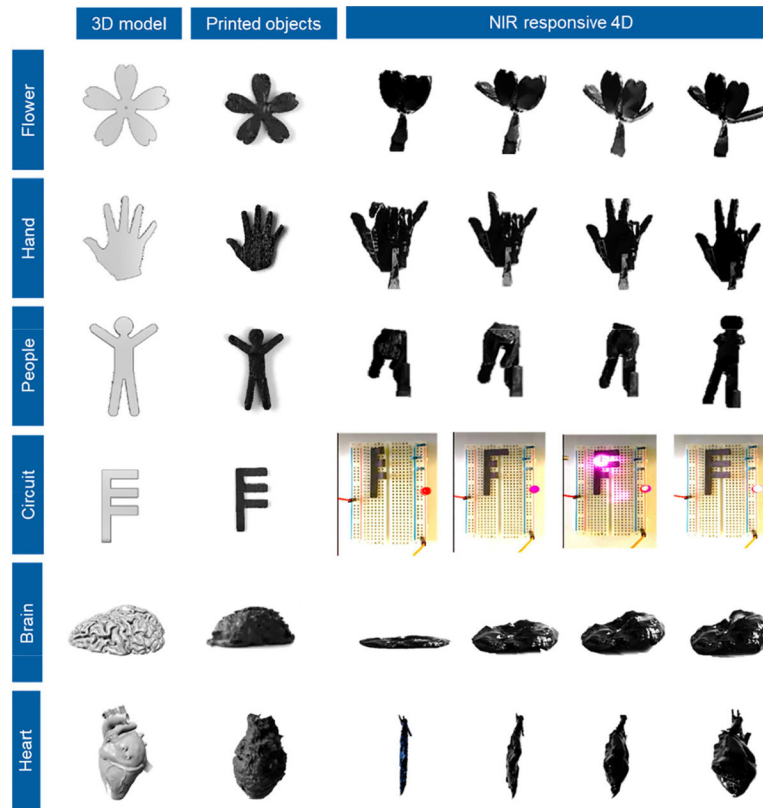 3D model
Printed objects
NIR responsive 4D
Flower
Hand
People
Circuit
Brain
Heart